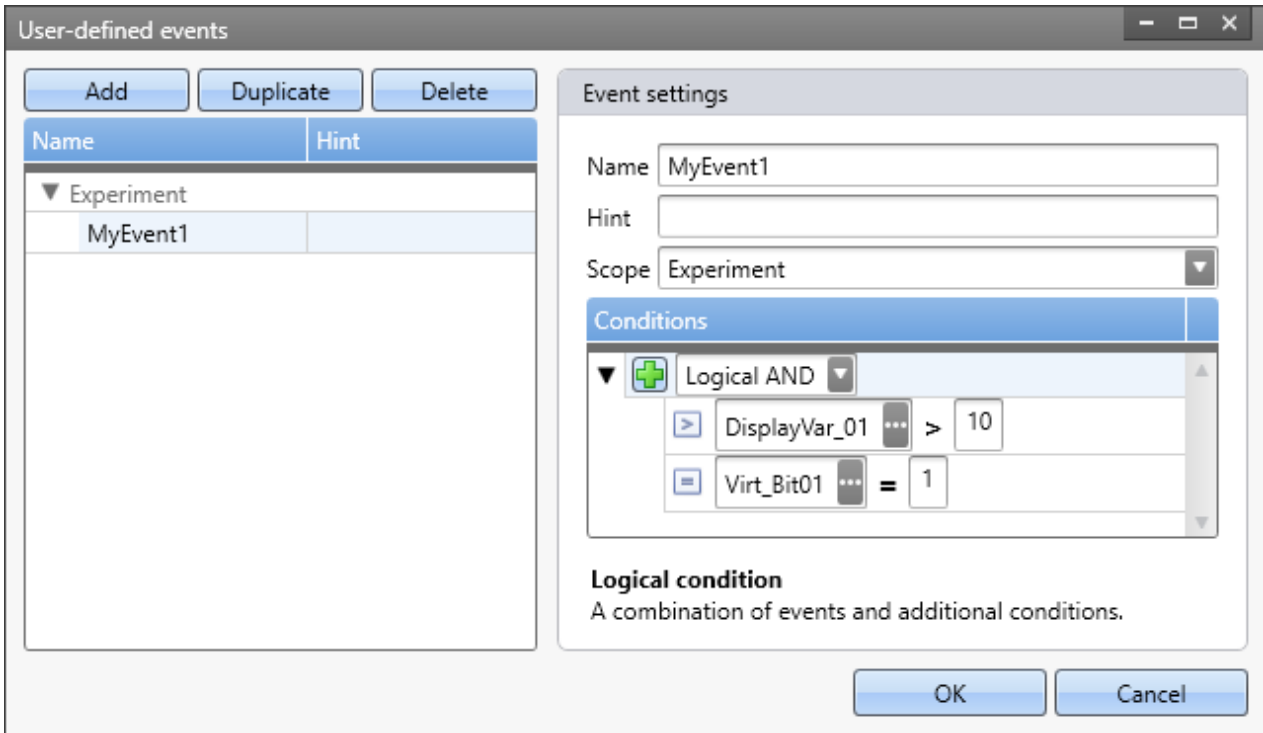 User-defined events
Add Duplicate Delete
Name Hint
Experiment
MyEvent1
Event settings
Name MyEvent1
Hint
Scope Experiment
Conditions
Logical AND
DisplayVar_01 ... > 10
Virt_Bit01 ... = 1
Logical condition
A combination of events and additional conditions.
OK Cancel